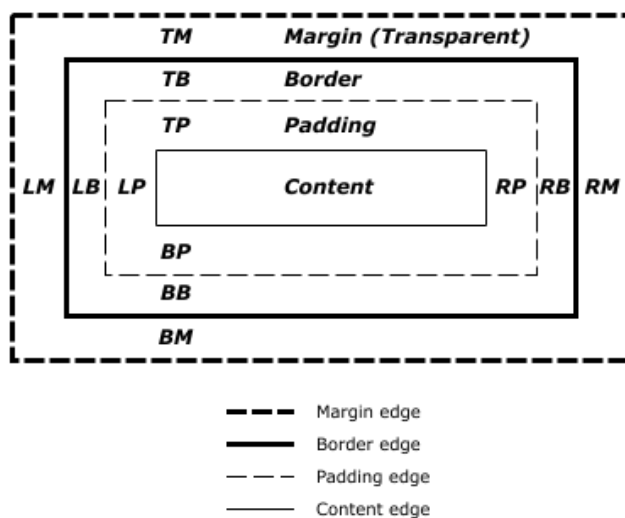 TM Margin (Transparent)
TB Border
TP Padding
LM LB LP Content RP RB RM
BP
BB
BM
Margin edge
Border edge
Padding edge
Content edge